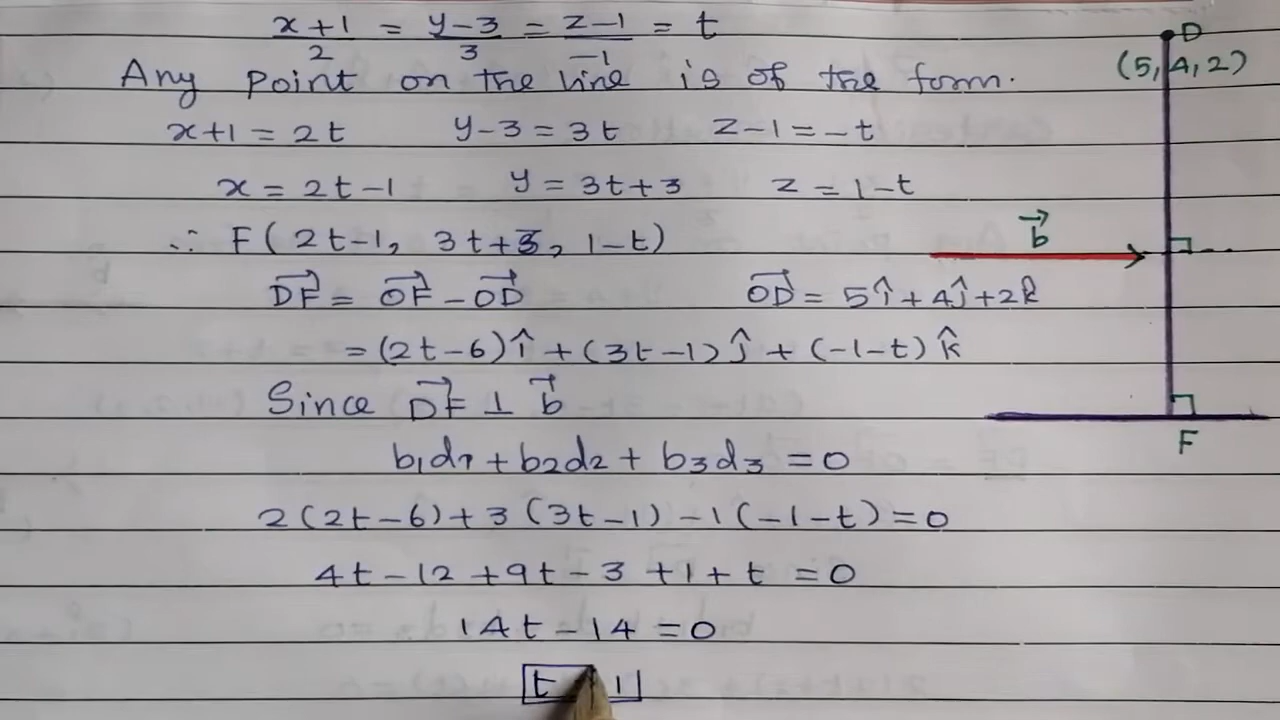 x+1/2 = y-3/3 = z-1/-1 = t
D
(5,4,2)
Any Point on the line is of the form.
x+1=2t y-3=3t z-1=-t
x=2t-1 y=3t+3 z=1-t
∴ F(2t-1, 3t+3, 1-t)
b⃗
DF⃗ = OF⃗ - OD⃗ OD⃗ = 5î+4ĵ+2k̂
=(2t-6)î+(3t-1)ĵ+(-1-t)k̂
Since DF⃗ ⊥ b⃗
F
b₁d₁+b₂d₂+b₃d₃=0
2(2t-6)+3(3t-1)-1(-1-t)=0
4t-12+9t-3+1+t=0
14t-14=0
t = 1